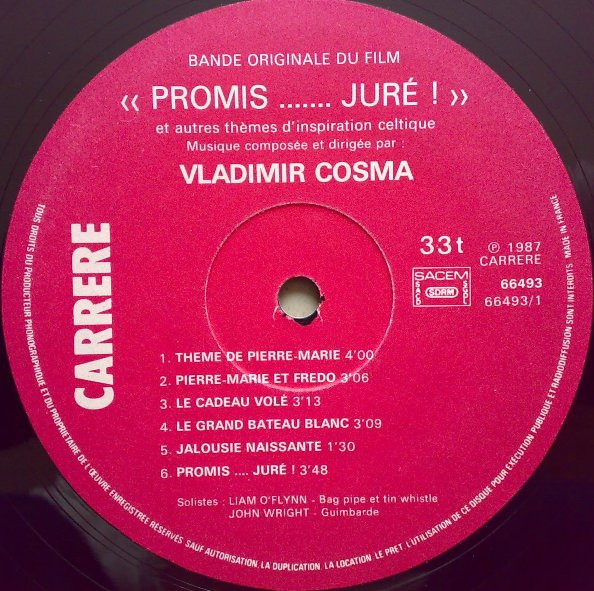 BANDE ORIGINALE DU FILM
« PROMIS ....... JURÉ ! »
et autres thèmes d'inspiration celtique
Musique composée et dirigée par :
VLADIMIR COSMA
CARRERE
33t
℗ 1987
CARRERE
SACEM
SACD SDRM SGDL
66493
66493/1
1. THEME DE PIERRE-MARIE 4'00
2. PIERRE-MARIE ET FREDO 3'06
3. LE CADEAU VOLÉ 3'13
4. LE GRAND BATEAU BLANC 3'09
5. JALOUSIE NAISSANTE 1'30
6. PROMIS .... JURÉ ! 3'48
Solistes : LIAM O'FLYNN - Bag pipe et tin whistle
JOHN WRIGHT - Guimbarde
TOUS DROITS DU PRODUCTEUR PHONOGRAPHIQUE ET DU PROPRIETAIRE DE L'ŒUVRE ENREGISTREE RESERVES SAUF AUTORISATION, LA DUPLICATION, LA LOCATION, LE PRET, L'UTILISATION DE CE DISQUE POUR EXÉCUTION PUBLIQUE ET RADIODIFFUSION SONT INTERDITS. MADE IN FRANCE